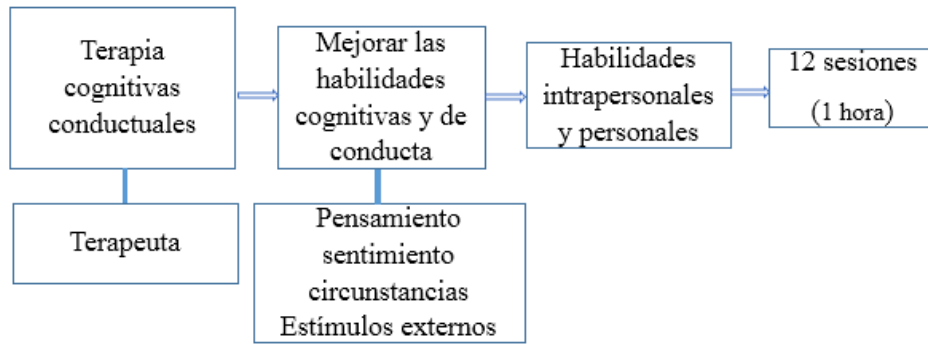 Terapia
cognitivas
conductuales
Mejorar las
habilidades
cognitivas y de
conducta
Habilidades
intrapersonales
y personales
12 sesiones
(1 hora)
Terapeuta
Pensamiento
sentimiento
circunstancias
Estímulos externos